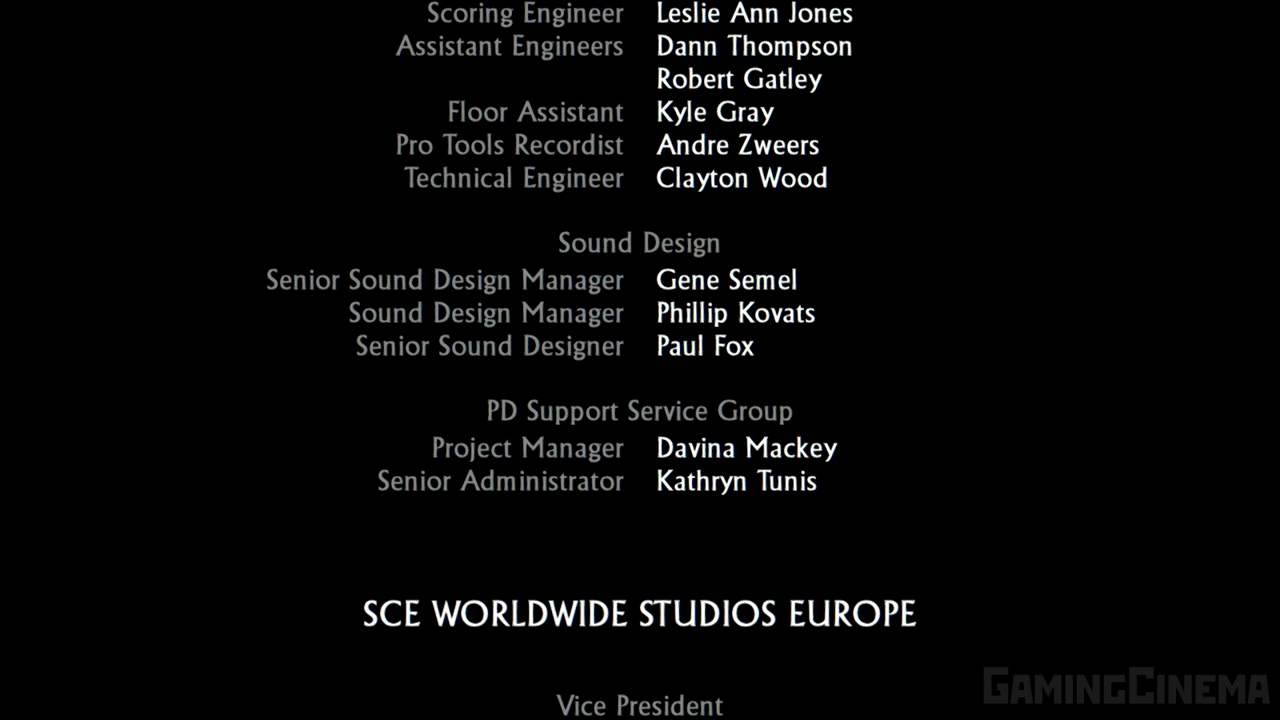 Scoring Engineer Leslie Ann Jones
Assistant Engineers Dann Thompson
Robert Gatley
Floor Assistant Kyle Gray
Pro Tools Recordist Andre Zweers
Technical Engineer Clayton Wood
Sound Design
Senior Sound Design Manager Gene Semel
Sound Design Manager Phillip Kovats
Senior Sound Designer Paul Fox
PD Support Service Group
Project Manager Davina Mackey
Senior Administrator Kathryn Tunis
SCE WORLDWIDE STUDIOS EUROPE
GAMINGCINEMA
Vice President